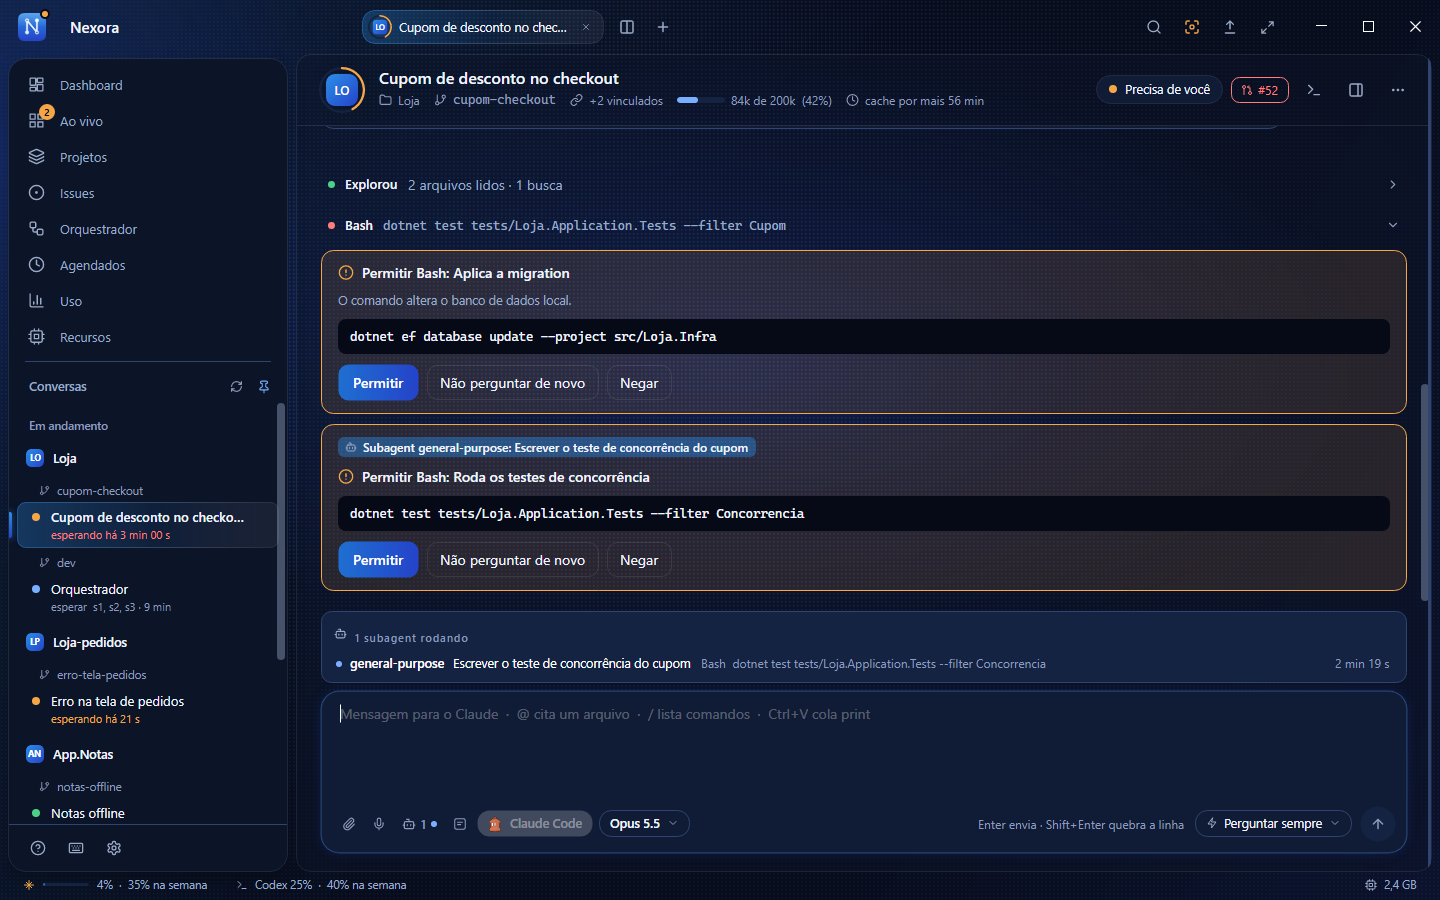 Nexora
LO Cupom de desconto no chec...
Dashboard
2
Ao vivo
Projetos
Issues
Orquestrador
Agendados
Uso
Recursos
Conversas
Em andamento
LO Loja
cupom-checkout
Cupom de desconto no checko...
esperando há 3 min 00 s
dev
Orquestrador
esperar s1, s2, s3 · 9 min
LP Loja-pedidos
erro-tela-pedidos
Erro na tela de pedidos
esperando há 21 s
AN App.Notas
notas-offline
Notas offline
LO
Cupom de desconto no checkout
Loja cupom-checkout +2 vinculados 84k de 200k (42%) cache por mais 56 min
Precisa de você #52
Explorou 2 arquivos lidos · 1 busca
Bash dotnet test tests/Loja.Application.Tests --filter Cupom
Permitir Bash: Aplica a migration
O comando altera o banco de dados local.
dotnet ef database update --project src/Loja.Infra
Permitir Não perguntar de novo Negar
Subagent general-purpose: Escrever o teste de concorrência do cupom
Permitir Bash: Roda os testes de concorrência
dotnet test tests/Loja.Application.Tests --filter Concorrencia
Permitir Não perguntar de novo Negar
1 subagent rodando
general-purpose Escrever o teste de concorrência do cupom Bash dotnet test tests/Loja.Application.Tests --filter Concorrencia 2 min 19 s
Mensagem para o Claude · @ cita um arquivo · / lista comandos · Ctrl+V cola print
1 Claude Code Opus 5.5 Enter envia · Shift+Enter quebra a linha Perguntar sempre
4% · 35% na semana Codex 25% · 40% na semana 2,4 GB